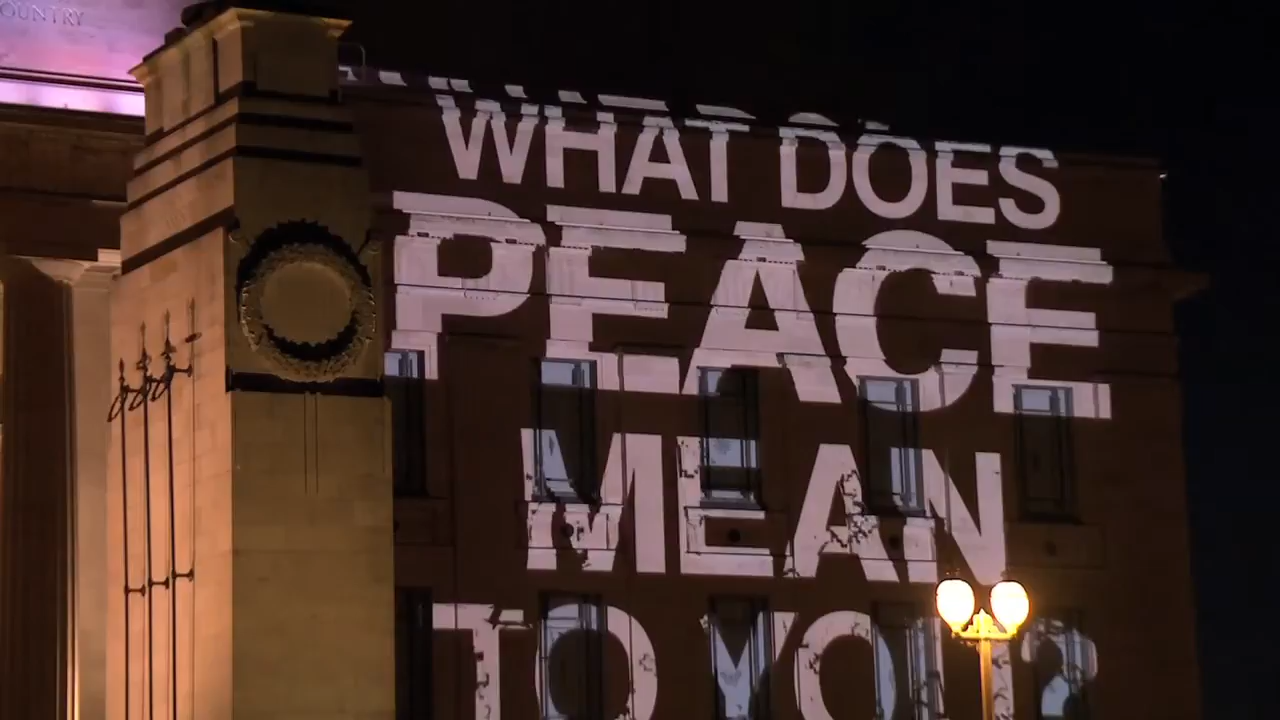 COUNTRY
WHAT DOES
PEACE
MEAN
TO YOU?